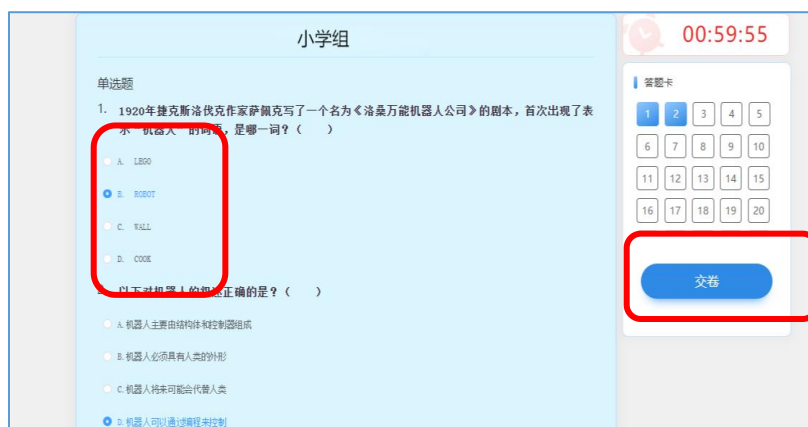 小学组
00:59:55
单选题
1. 1920年捷克斯洛伐克作家萨佩克写了一个名为《洛桑万能机器人公司》的剧本，首次出现了表
示“机器人”的词语，是哪一词？（ ）
A. LEGO
B. ROBOT
C. WALL
D. COOK
以下对机器人的叙述正确的是？（ ）
A. 机器人主要由结构体和控制器组成
B. 机器人必须具有人类的外形
C. 机器人将来可能会代替人类
D. 机器人可以通过编程来控制
答题卡
1 2 3 4 5
6 7 8 9 10
11 12 13 14 15
16 17 18 19 20
交卷